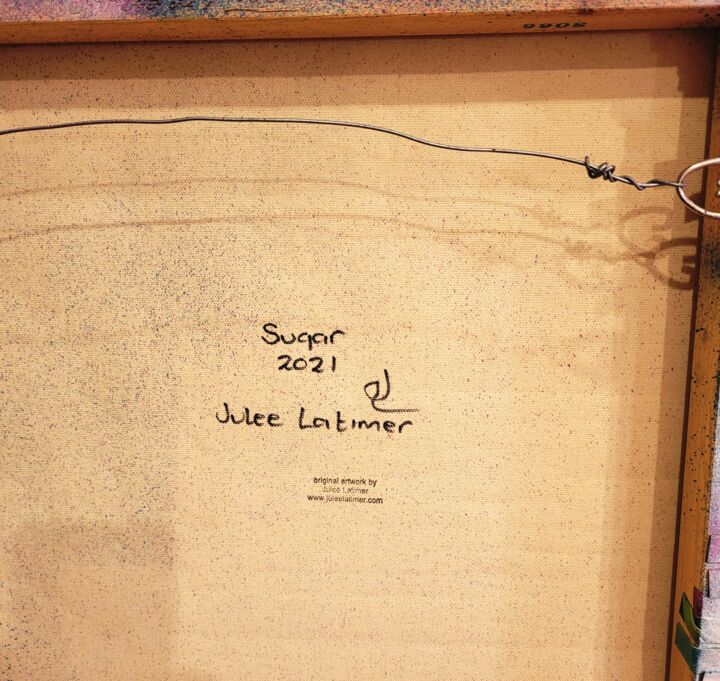 Sugar
2021
Julee Latimer
original artwork by
Julee Latimer
www.juleelatimer.com